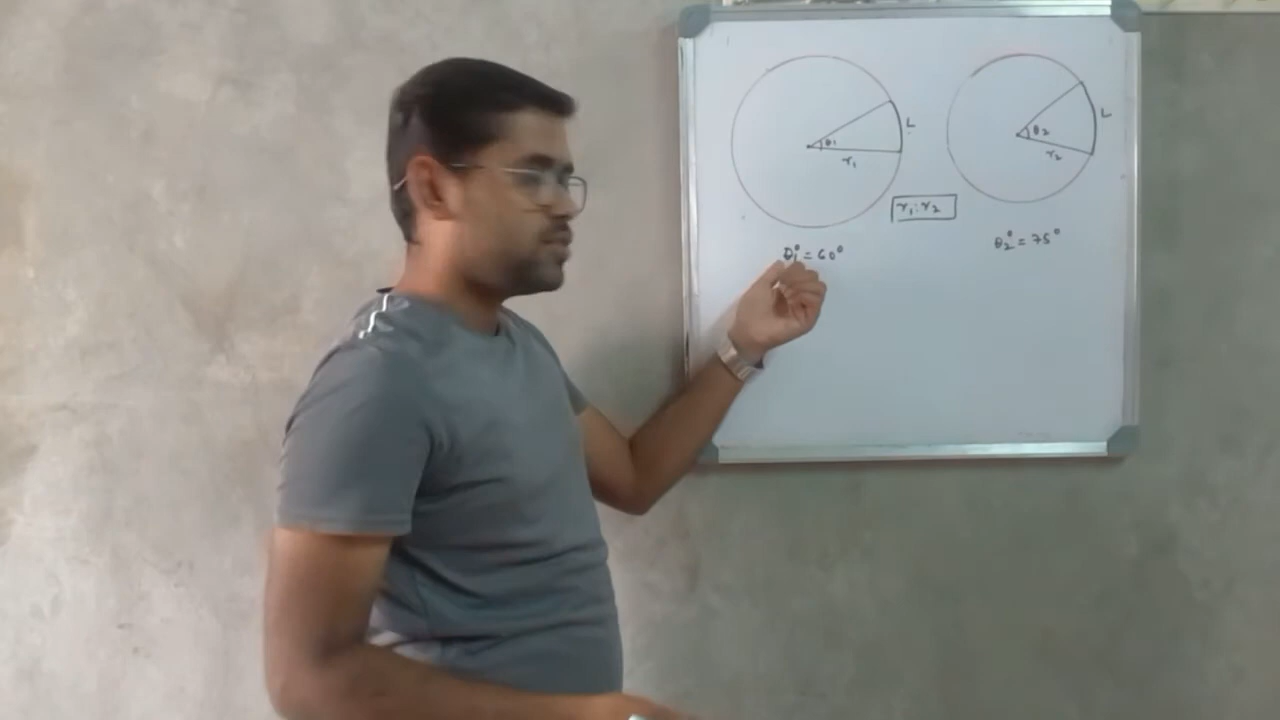 θ₁
r₁
L
θ₂
r₂
L
r₁:r₂
θ₁° = 60°
θ₂° = 75°